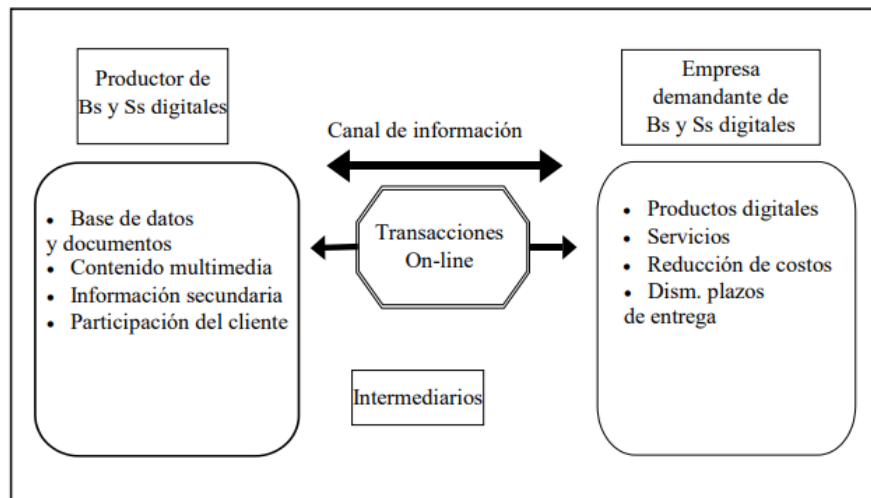 Productor de
Bs y Ss digitales
Empresa
demandante de
Bs y Ss digitales
Canal de información
• Base de datos
y documentos
• Contenido multimedia
• Información secundaria
• Participación del cliente
Transacciones
On-line
• Productos digitales
• Servicios
• Reducción de costos
• Dism. plazos
de entrega
Intermediarios